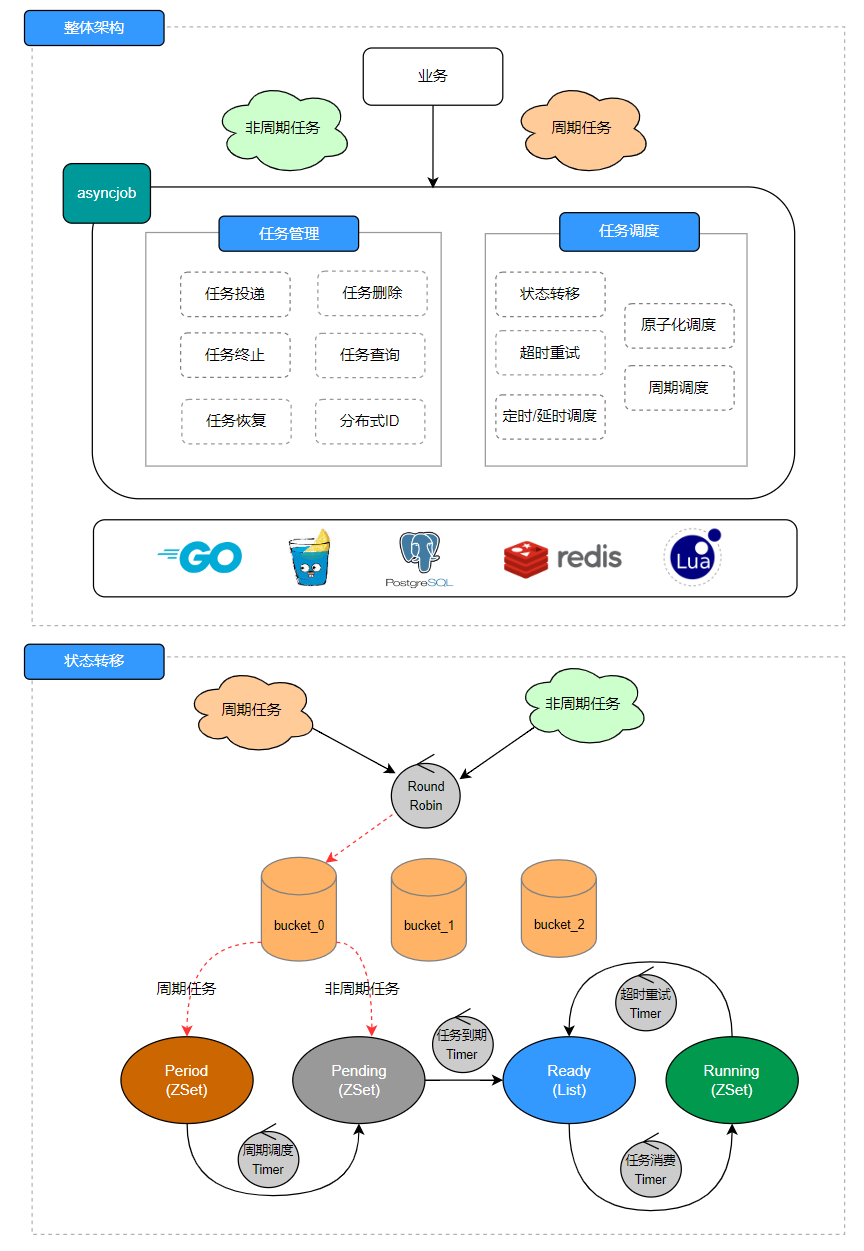 整体架构
业务
非周期任务
周期任务
asyncjob
任务管理
任务调度
任务投递
任务删除
任务终止
任务查询
任务恢复
分布式ID
状态转移
原子化调度
超时重试
周期调度
定时/延时调度
GO
PostgreSQL
redis
Lua
状态转移
周期任务
非周期任务
Round
Robin
bucket_0
bucket_1
bucket_2
周期任务
非周期任务
超时重试
Timer
任务到期
Timer
Period
(ZSet)
Pending
(ZSet)
Ready
(List)
Running
(ZSet)
周期调度
Timer
任务消费
Timer